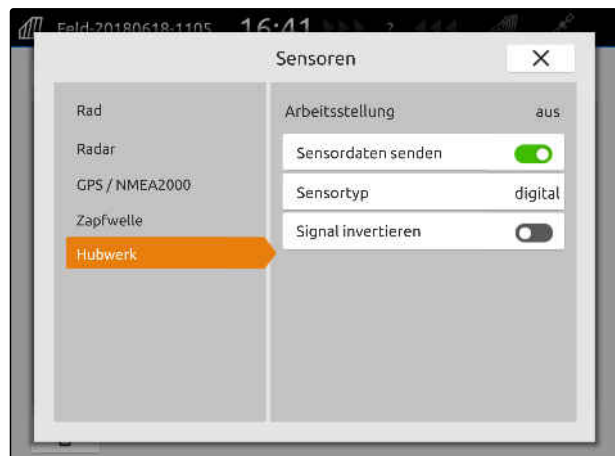 Feld-20180618-1105 16:41 ?
Sensoren
Rad
Radar
GPS / NMEA2000
Zapfwelle
Hubwerk
Arbeitsstellung aus
Sensordaten senden
Sensortyp digital
Signal invertieren